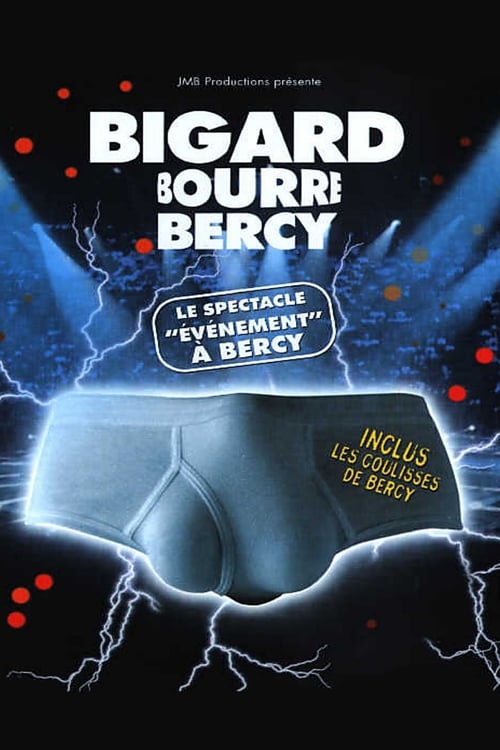 JMB Productions présente
BIGARD
BOURRE
BERCY
LE SPECTACLE
"ÉVÉNEMENT"
À BERCY
INCLUS
LES COULISSES
DE BERCY